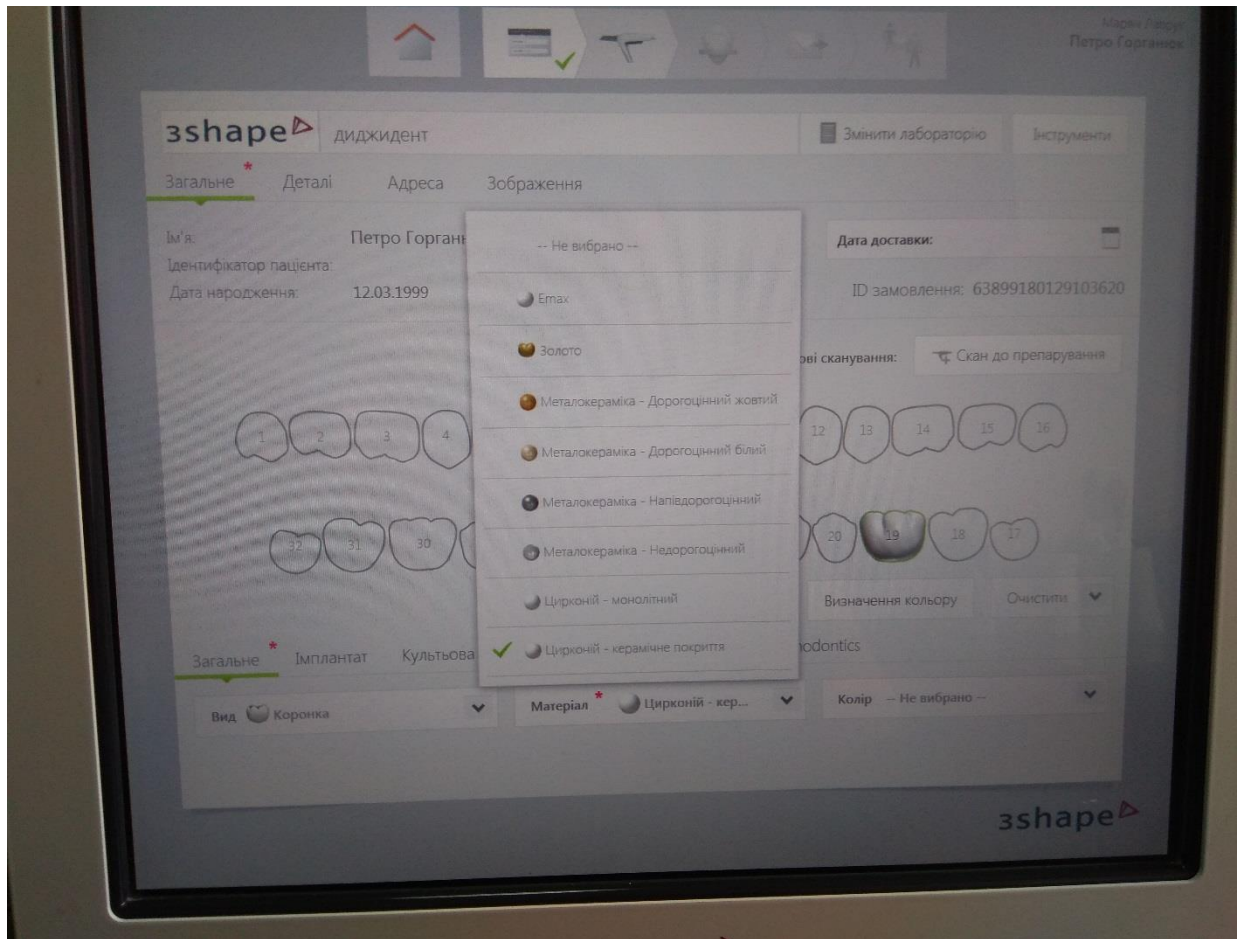 Петро Горганюк
3shape
диджидент
Змінити лабораторію
Інструменти
Загальне *
Деталі
Адреса
Зображення
Ім'я:
Петро Горган
Ідентифікатор пацієнта:
Дата народження:
12.03.1999
-- Не вибрано --
Emax
Золото
Металокераміка - Дорогоцінний жовтий
Металокераміка - Дорогоцінний білий
Металокераміка - Напівдорогоцінний
Металокераміка - Недорогоцінний
Цирконій - монолітний
Цирконій - керамічне покриття
Дата доставки:
ID замовлення: 63899180129103620
ові сканування:
Скан до препарування
1 2 3 4 12 13 14 15 16
32 31 30 20 19 18 17
Визначення кольору
Очистити
Загальне *
Імплантат
Культьова
hodontics
Вид Коронка
Матеріал * Цирконій - кер...
Колір -- Не вибрано --
3shape